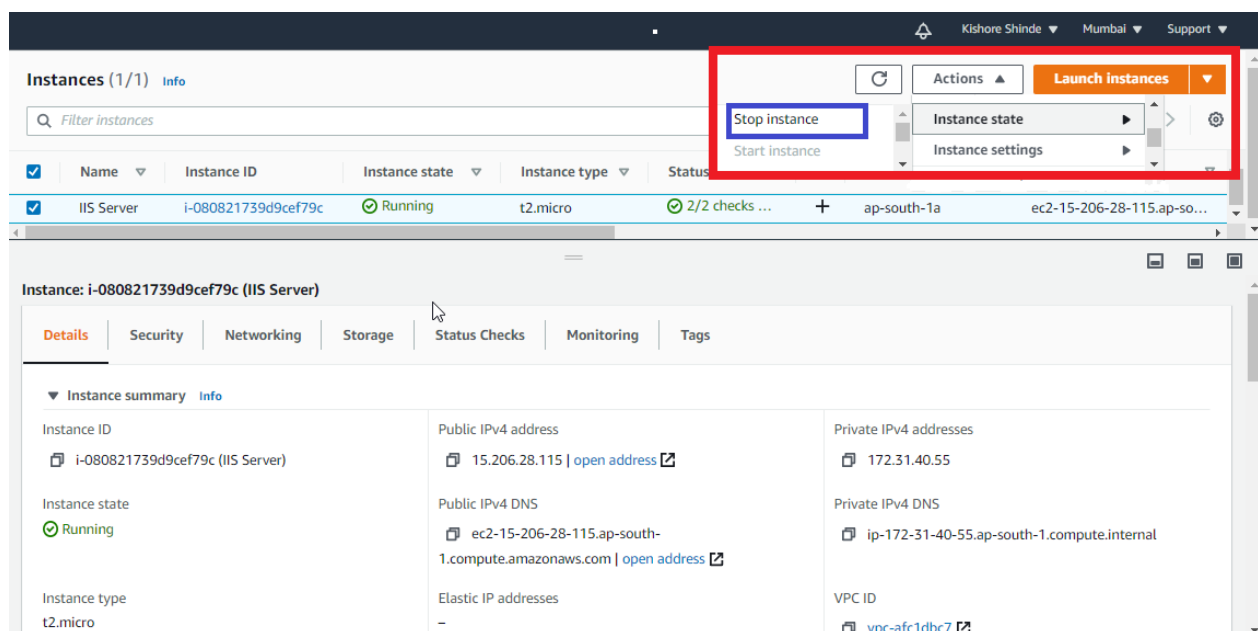 Kishore Shinde Mumbai Support
Instances (1/1) Info
Actions Launch instances
Filter instances
Stop instance Instance state
Start instance Instance settings
Name Instance ID Instance state Instance type Status
IIS Server i-080821739d9cef79c Running t2.micro 2/2 checks ... + ap-south-1a ec2-15-206-28-115.ap-so...
Instance: i-080821739d9cef79c (IIS Server)
Details Security Networking Storage Status Checks Monitoring Tags
Instance summary Info
Instance ID Public IPv4 address Private IPv4 addresses
i-080821739d9cef79c (IIS Server) 15.206.28.115 | open address 172.31.40.55
Instance state Public IPv4 DNS Private IPv4 DNS
Running ec2-15-206-28-115.ap-south- ip-172-31-40-55.ap-south-1.compute.internal
1.compute.amazonaws.com | open address
Instance type Elastic IP addresses VPC ID
t2.micro – vpc-afc1dbc7